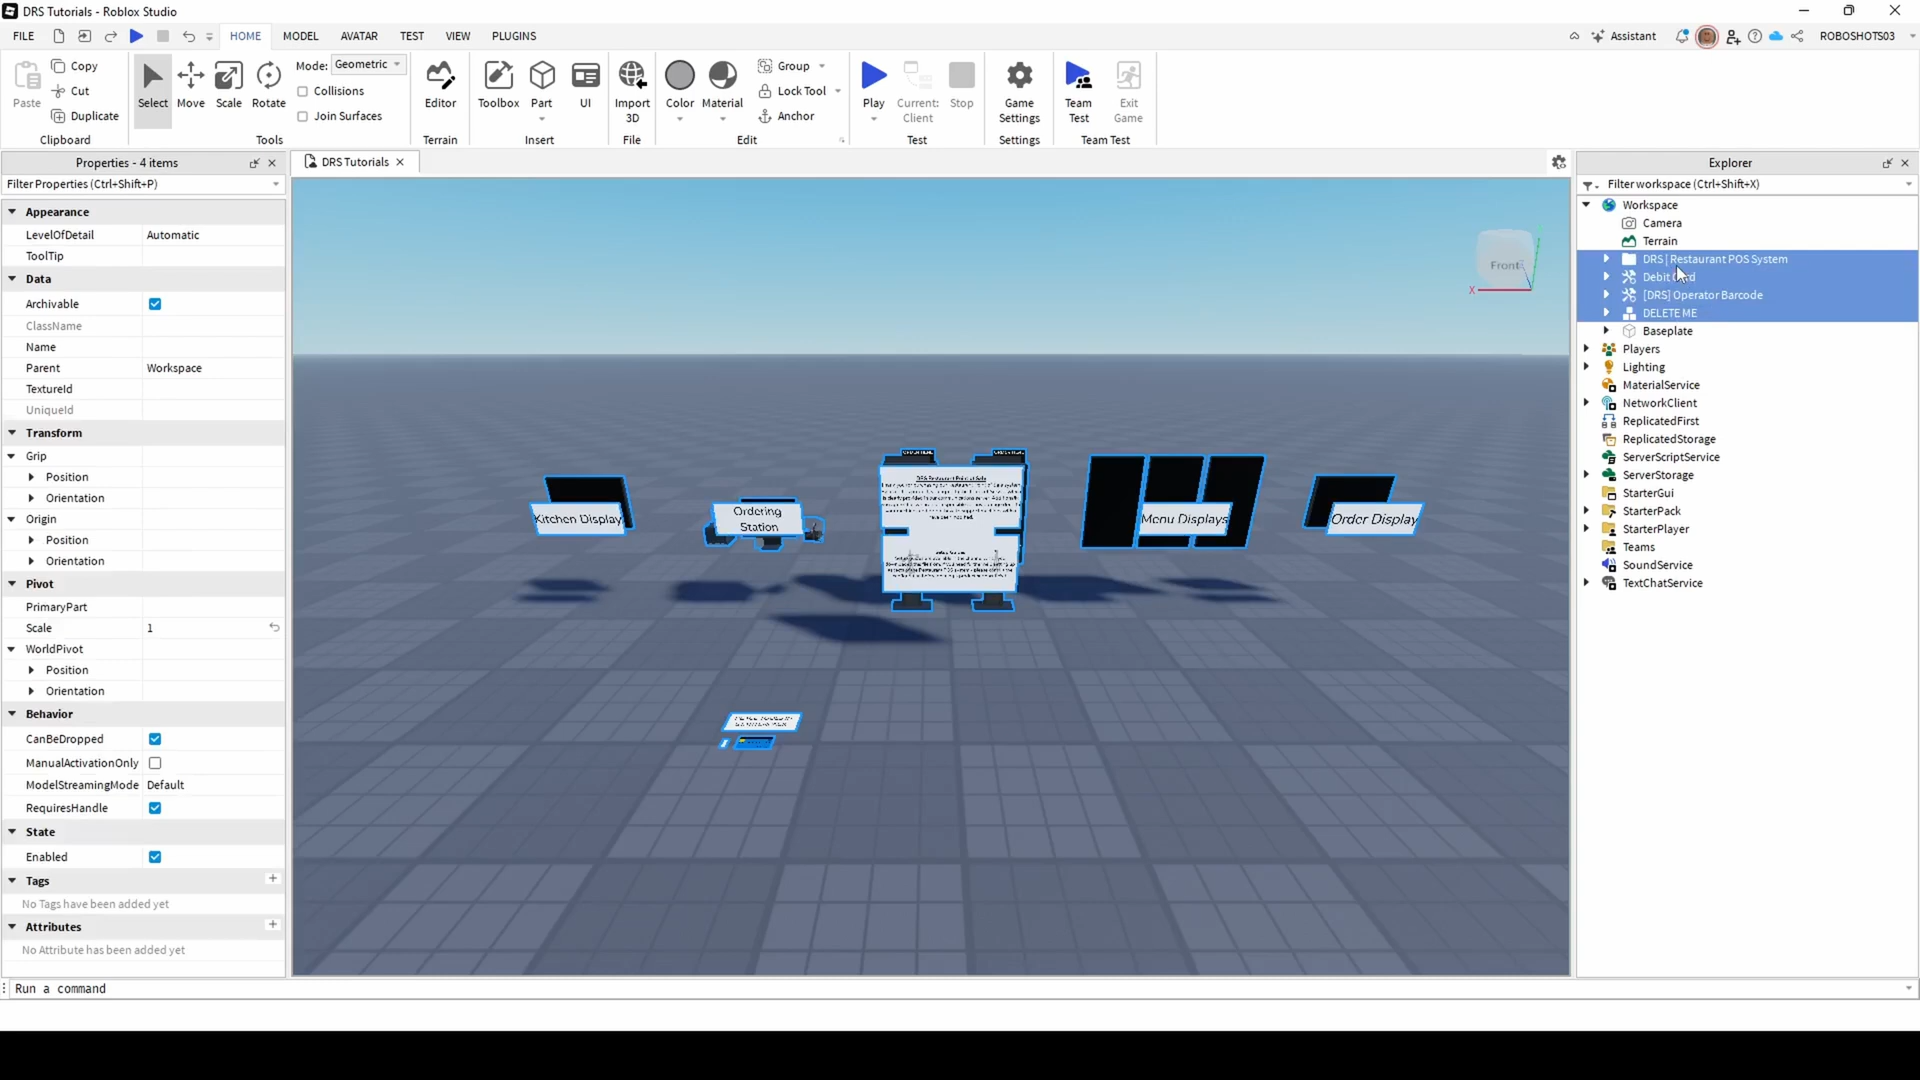 DRS Tutorials - Roblox Studio
FILE HOME MODEL AVATAR TEST VIEW PLUGINS Assistant ROBOSHOTS03
Paste Copy Cut Duplicate Clipboard
Select Move Scale Rotate Mode: Geometric Collisions Join Surfaces Tools
Editor Terrain
Toolbox Part UI Insert
Import 3D File
Color Material Group Lock Tool Anchor Edit
Play Current: Client Stop Test
Game Settings Settings
Team Test Exit Game Team Test
Properties - 4 items
Filter Properties (Ctrl+Shift+P)
Appearance
LevelOfDetail Automatic
ToolTip
Data
Archivable
ClassName
Name
Parent Workspace
TextureId
UniqueId
Transform
Grip
Position
Orientation
Origin
Position
Orientation
Pivot
PrimaryPart
Scale 1
WorldPivot
Position
Orientation
Behavior
CanBeDropped
ManualActivationOnly
ModelStreamingMode Default
RequiresHandle
State
Enabled
Tags
No Tags have been added yet
Attributes
No Attribute has been added yet
DRS Tutorials
Front
X
Kitchen Display
Ordering
Station
DRS Restaurant Point of Sale
Menu Displays
Order Display
Explorer
Filter workspace (Ctrl+Shift+X)
Workspace
Camera
Terrain
DRS | Restaurant POS System
Debit Card
[DRS] Operator Barcode
DELETE ME
Baseplate
Players
Lighting
MaterialService
NetworkClient
ReplicatedFirst
ReplicatedStorage
ServerScriptService
ServerStorage
StarterGui
StarterPack
StarterPlayer
Teams
SoundService
TextChatService
Run a command